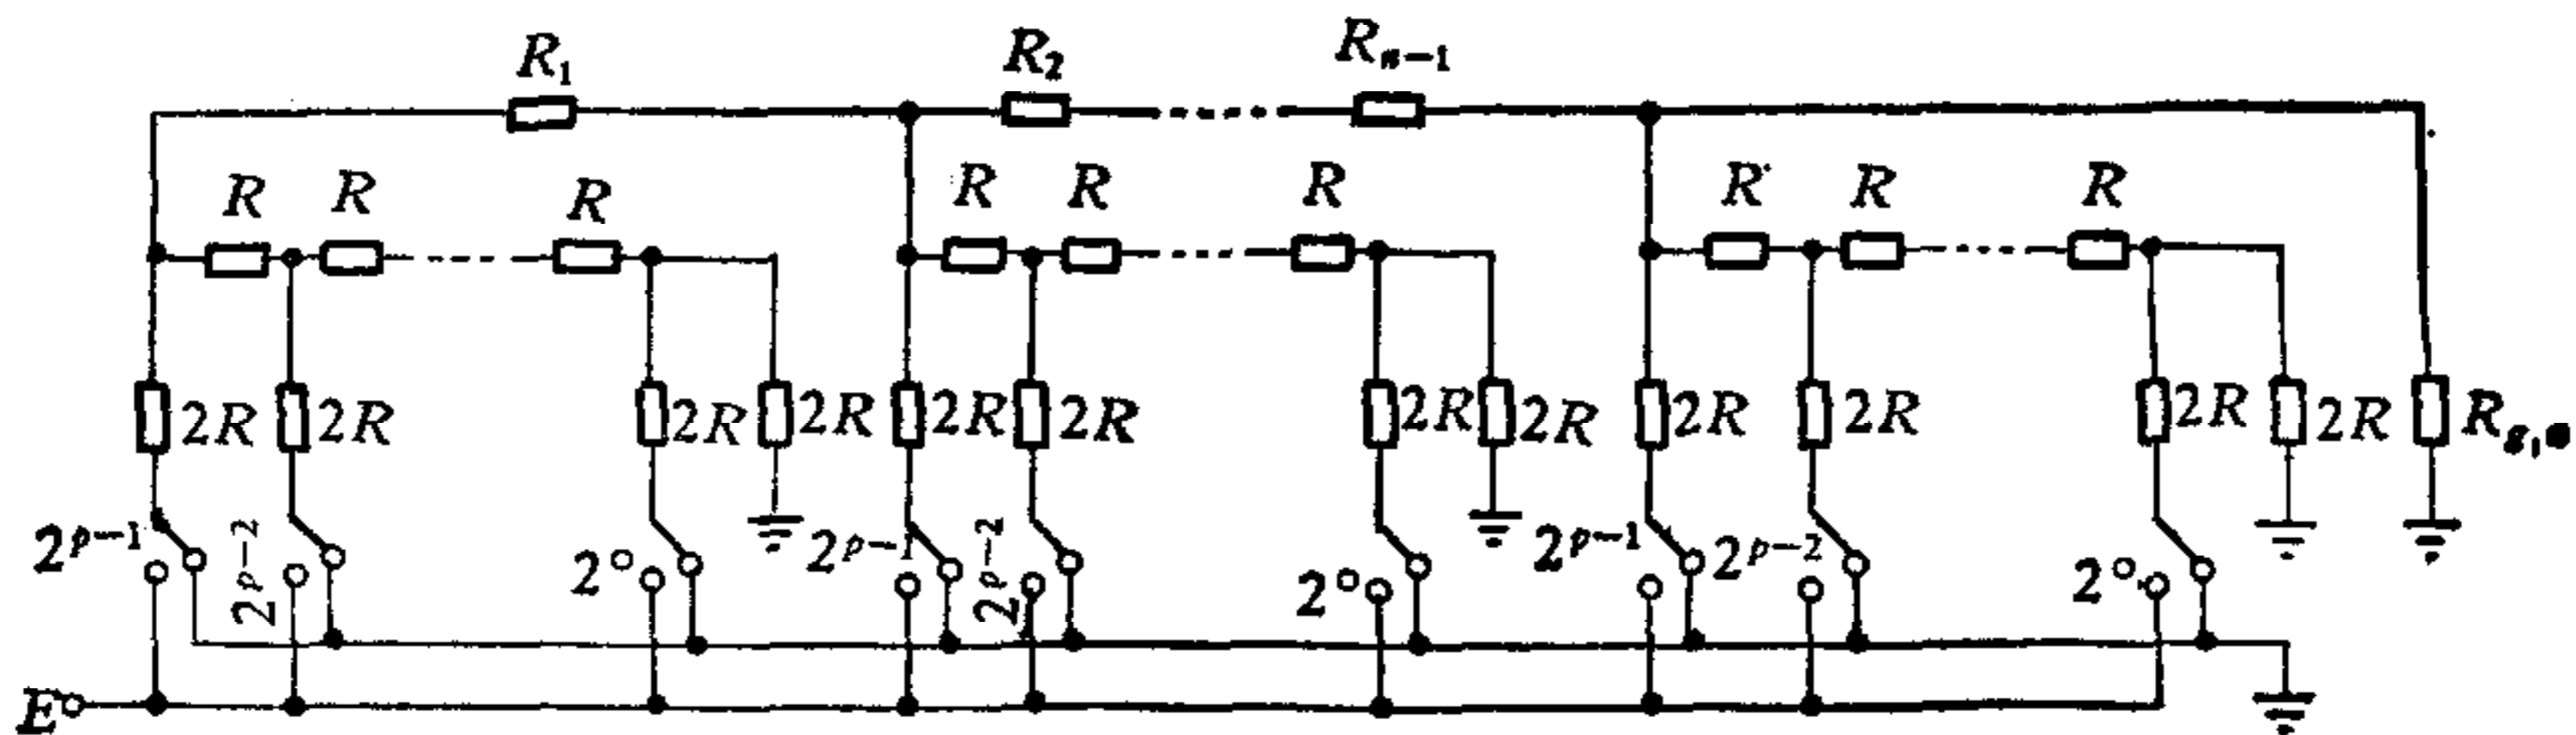 R₁ R₂ Rₙ₋₁
R R R R R R R R R
2R 2R 2R 2R 2R 2R 2R 2R 2R 2R 2R 2R
2ᵖ⁻¹ 2ᵖ⁻² 2⁰ 2ᵖ⁻¹ 2ᵖ⁻² 2⁰ 2ᵖ⁻¹ 2ᵖ⁻² 2⁰
E